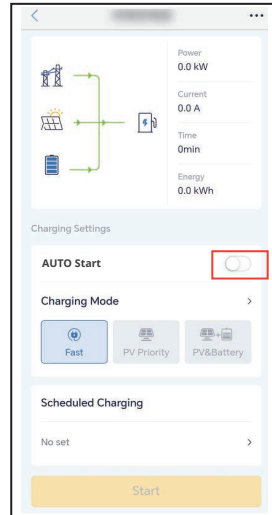 Power
0.0 kW
Current
0.0 A
Time
0min
Energy
0.0 kWh
Charging Settings
AUTO Start
Charging Mode
Fast
PV Priority
PV&Battery
Scheduled Charging
No set
Start